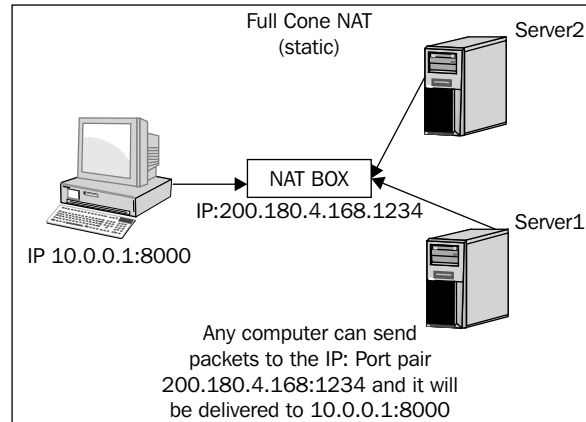 Full Cone NAT
(static)
Server2
NAT BOX
IP:200.180.4.168.1234
Server1
IP 10.0.0.1:8000
Any computer can send
packets to the IP: Port pair
200.180.4.168:1234 and it will
be delivered to 10.0.0.1:8000